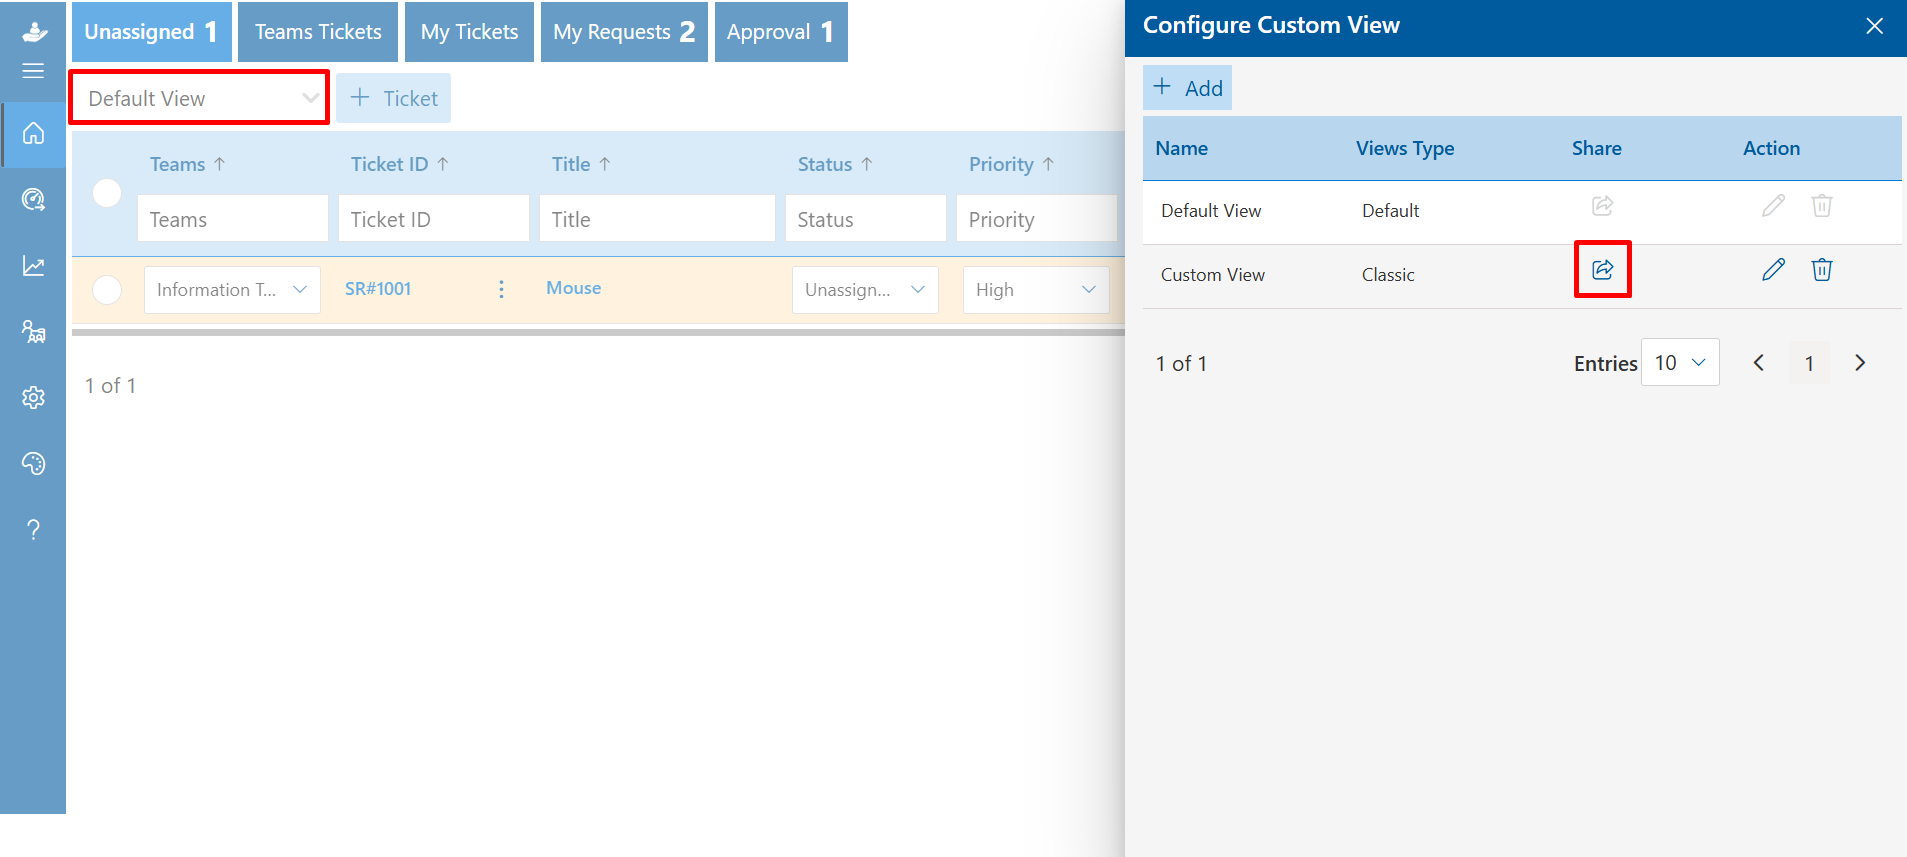 Unassigned 1 Teams Tickets My Tickets My Requests 2 Approval 1
Default View + Ticket
Teams ↑ Ticket ID ↑ Title ↑ Status ↑ Priority ↑
Teams Ticket ID Title Status Priority
Information T... SR#1001 Mouse Unassign... High
1 of 1
Configure Custom View
+ Add
Name Views Type Share Action
Default View Default
Custom View Classic
1 of 1 Entries 10 1